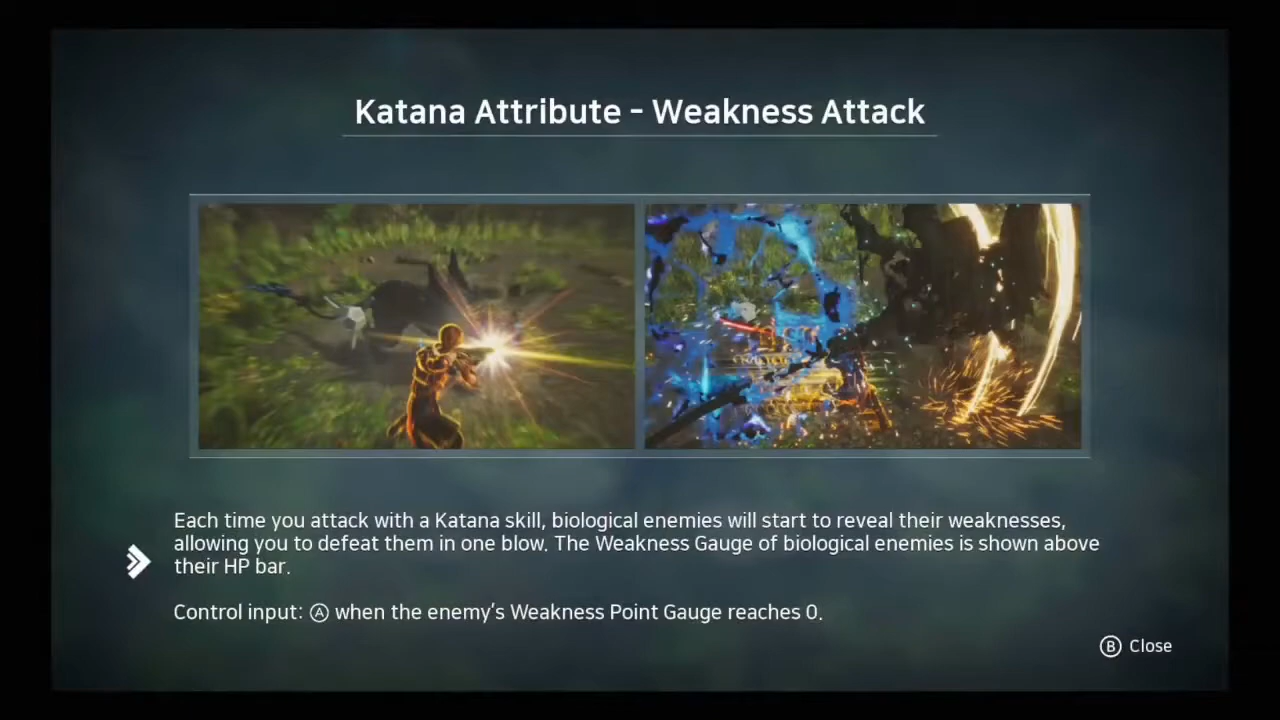 Katana Attribute - Weakness Attack
Each time you attack with a Katana skill, biological enemies will start to reveal their weaknesses,
allowing you to defeat them in one blow. The Weakness Gauge of biological enemies is shown above
their HP bar.
Control input: Ⓐ when the enemy's Weakness Point Gauge reaches 0.
Ⓑ Close